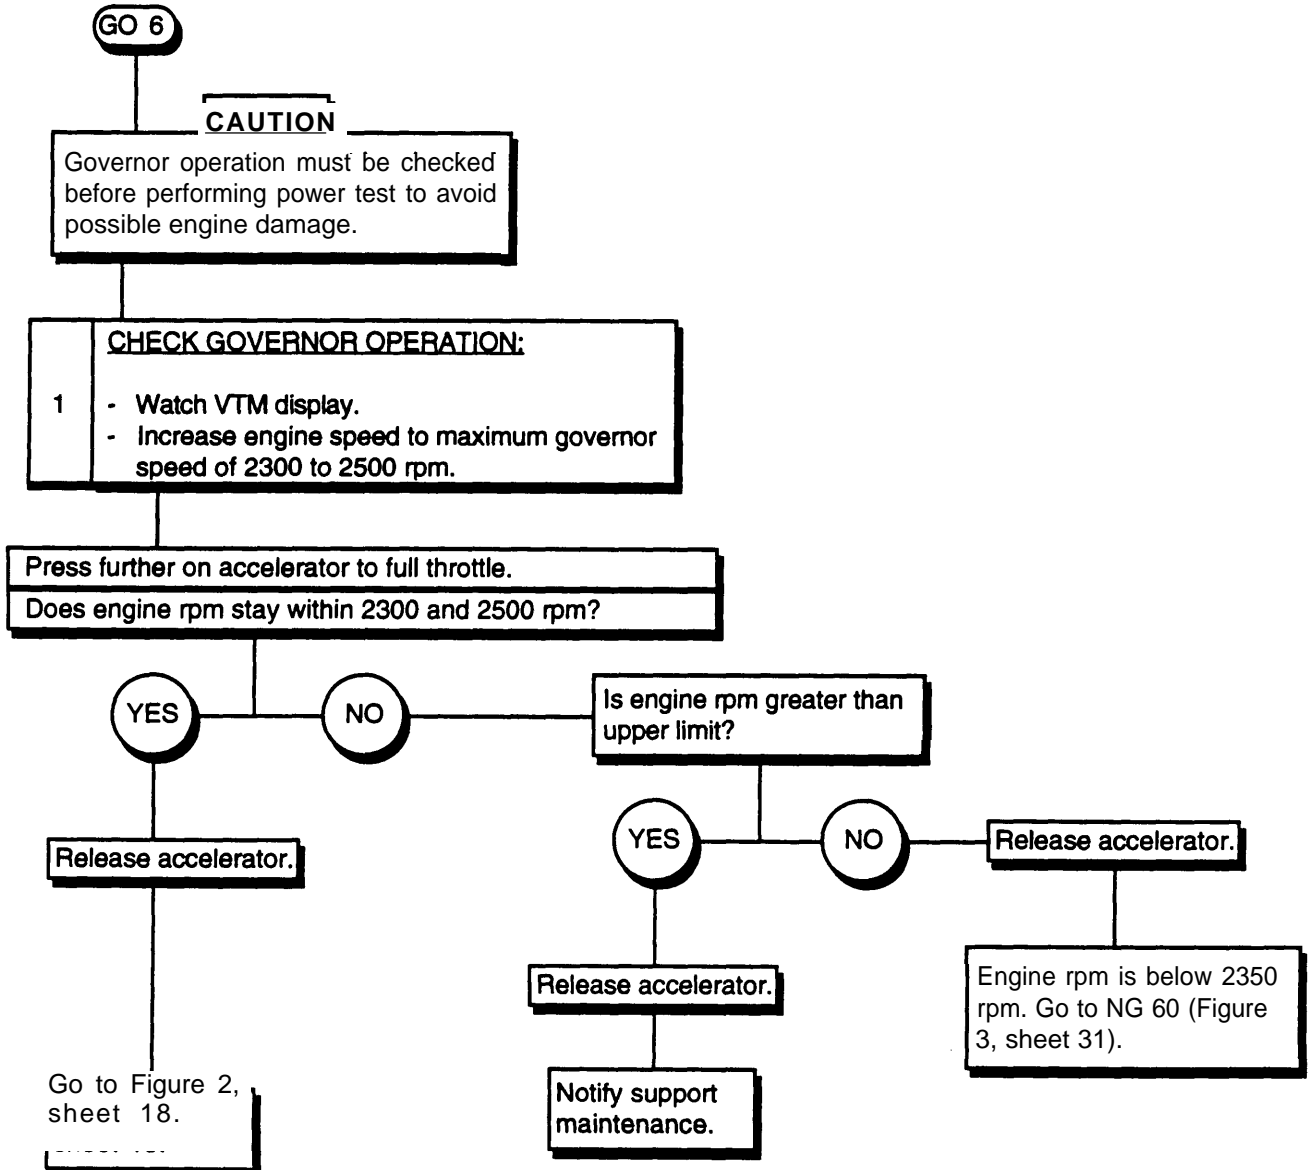 GO 6
CAUTION
Governor operation must be checked
before performing power test to avoid
possible engine damage.
1
CHECK GOVERNOR OPERATION:
- Watch VTM display.
- Increase engine speed to maximum governor
speed of 2300 to 2500 rpm.
Press further on accelerator to full throttle.
Does engine rpm stay within 2300 and 2500 rpm?
YES
NO
Is engine rpm greater than
upper limit?
YES
NO
Release accelerator.
Release accelerator.
Release accelerator.
Engine rpm is below 2350
rpm. Go to NG 60 (Figure
3, sheet 31).
Go to Figure 2,
sheet 18.
Notify support
maintenance.